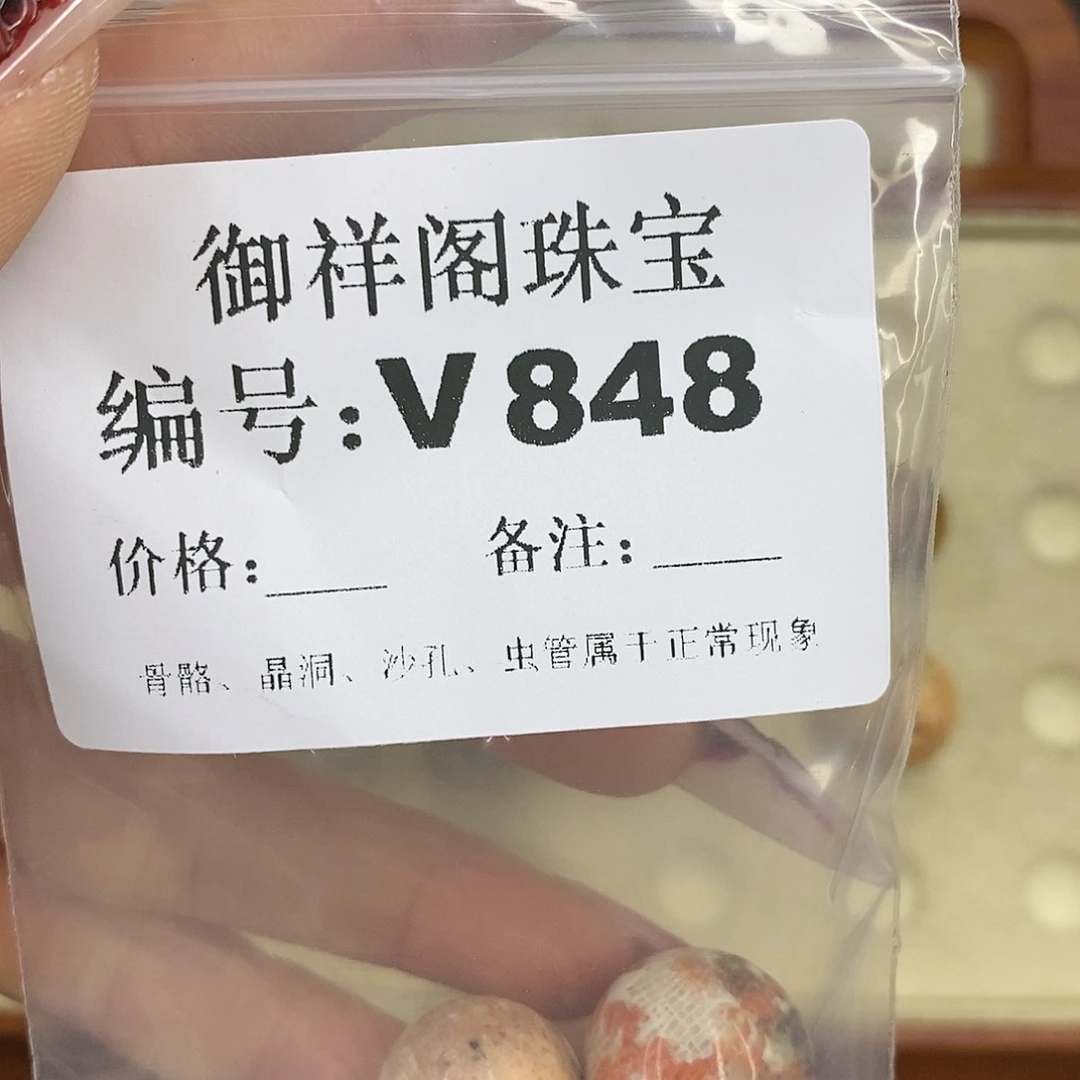 御祥阁珠宝
编号:V848
价格:____ 备注:____
骨骼、晶洞、沙孔、虫管属于正常现象